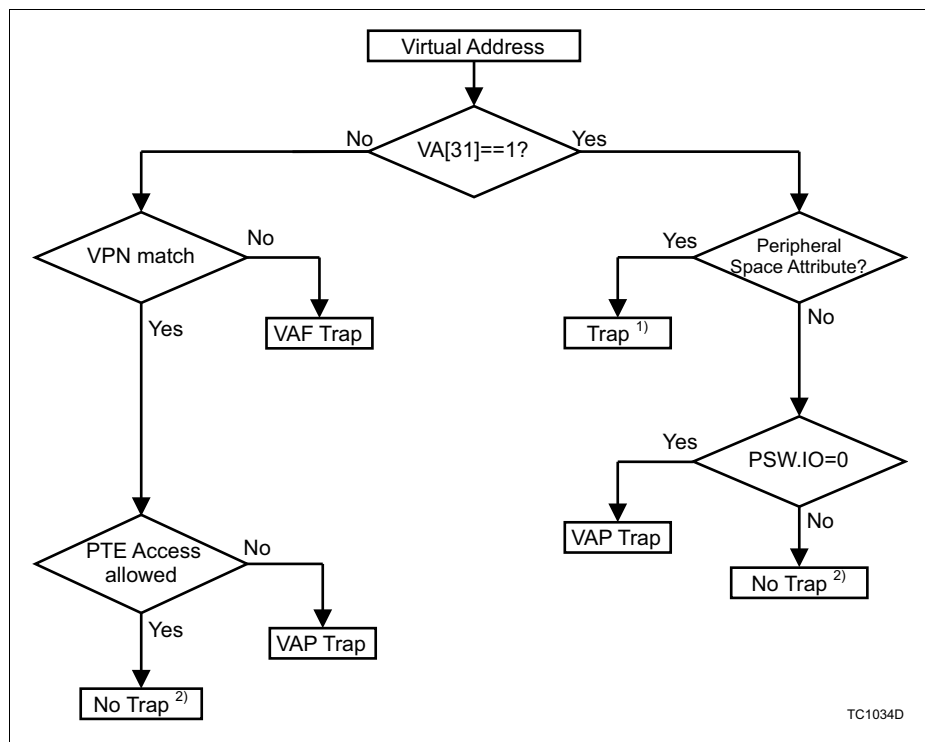 Virtual Address
VA[31]==1?
No
Yes
VPN match
No
Yes
VAF Trap
Peripheral
Space Attribute?
Yes
No
Trap 1)
PSW.IO=0
Yes
No
VAP Trap
No Trap 2)
PTE Access
allowed
No
Yes
VAP Trap
No Trap 2)
TC1034D